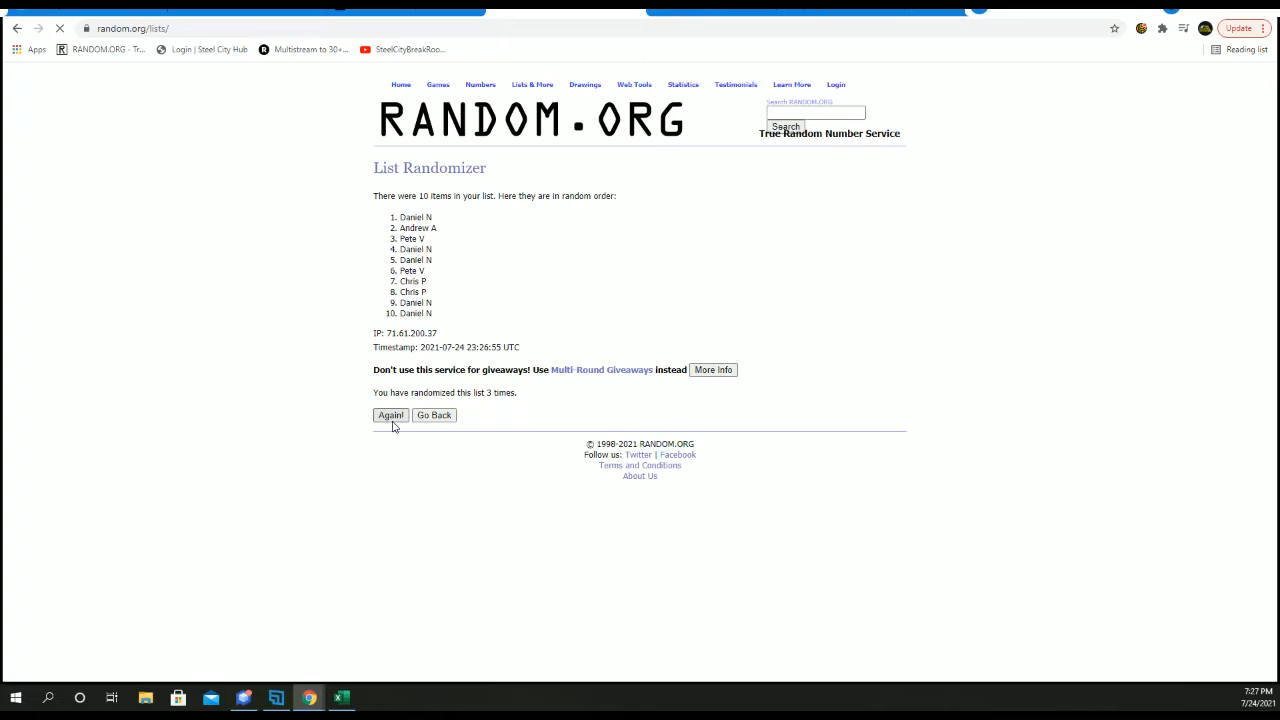 random.org/lists/
Update
Apps
RANDOM.ORG - Tr...
Login | Steel City Hub
Multistream to 30+...
SteelCityBreakRoo...
Reading list
Home
Games
Numbers
Lists & More
Drawings
Web Tools
Statistics
Testimonials
Learn More
Login
RANDOM.ORG
Search RANDOM.ORG
Search
True Random Number Service
List Randomizer
There were 10 items in your list. Here they are in random order:
1. Daniel N
2. Andrew A
3. Pete V
4. Daniel N
5. Daniel N
6. Pete V
7. Chris P
8. Chris P
9. Daniel N
10. Daniel N
IP: 71.61.200.37
Timestamp: 2021-07-24 23:26:55 UTC
Don't use this service for giveaways! Use Multi-Round Giveaways instead More Info
You have randomized this list 3 times.
Again! Go Back
© 1998-2021 RANDOM.ORG
Follow us: Twitter | Facebook
Terms and Conditions
About Us
7:27 PM
7/24/2021